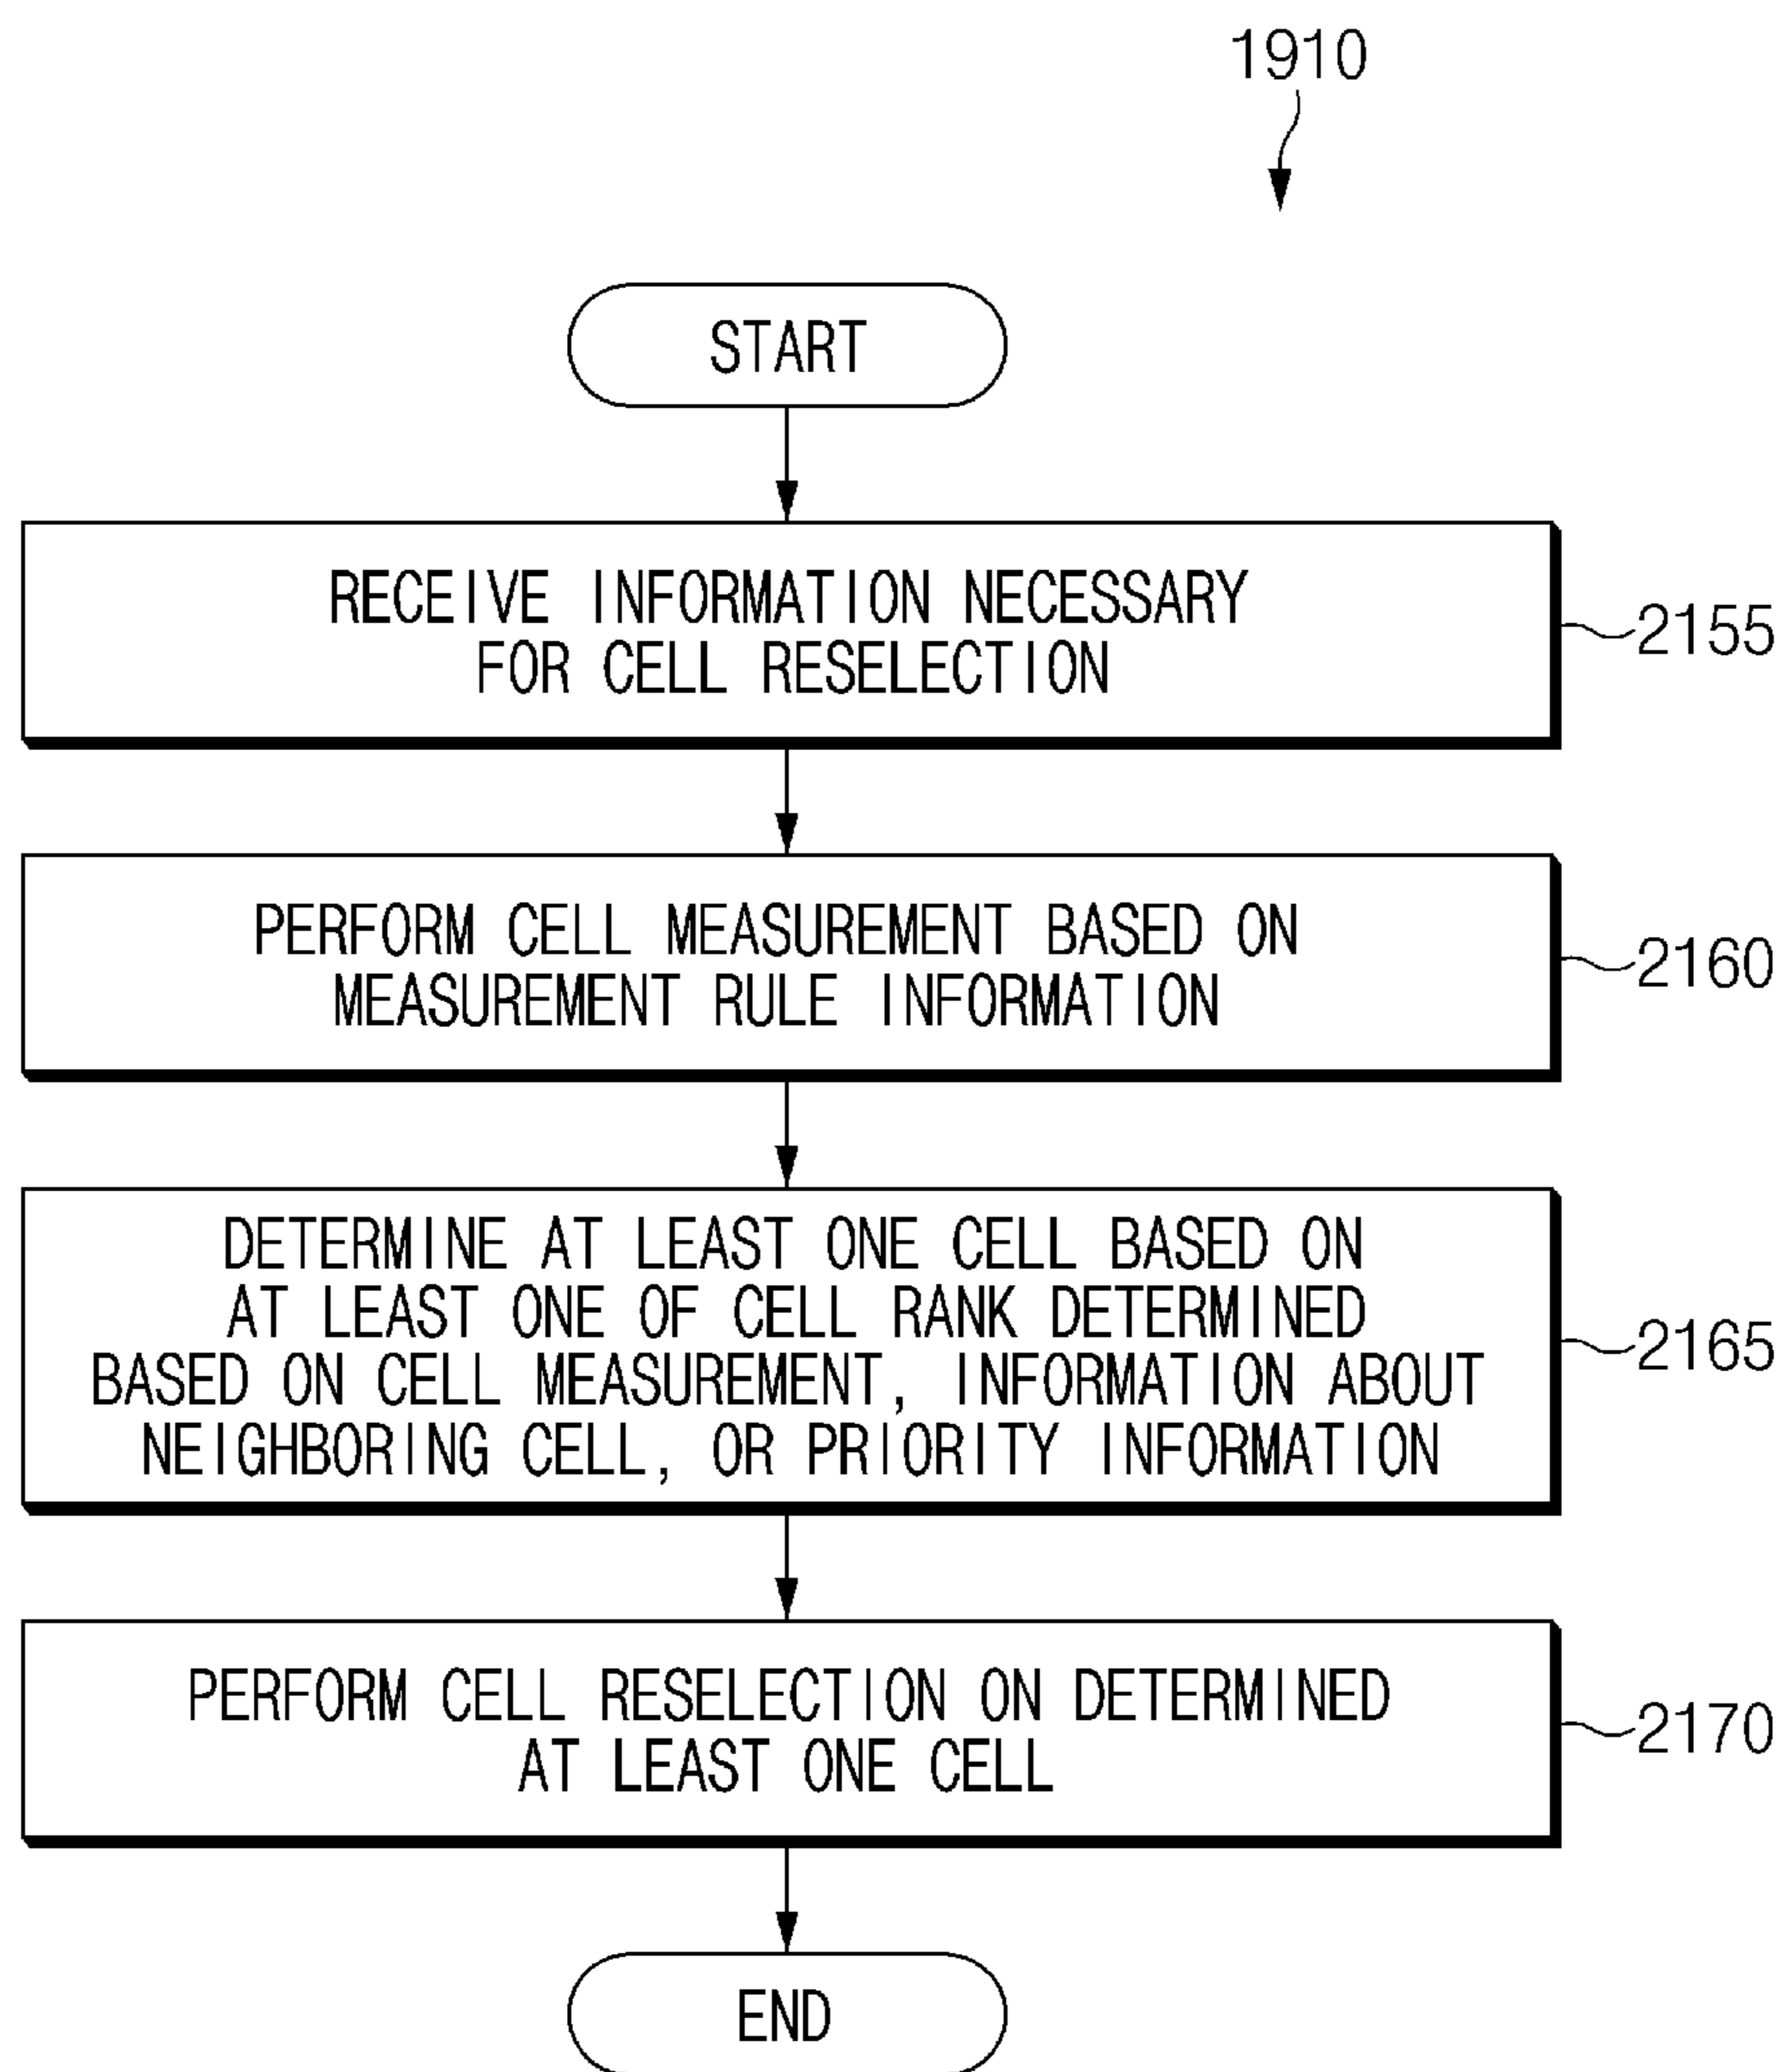 1910
START
RECEIVE INFORMATION NECESSARY
FOR CELL RESELECTION
2155
PERFORM CELL MEASUREMENT BASED ON
MEASUREMENT RULE INFORMATION
2160
DETERMINE AT LEAST ONE CELL BASED ON
AT LEAST ONE OF CELL RANK DETERMINED
BASED ON CELL MEASUREMENT, INFORMATION ABOUT
NEIGHBORING CELL, OR PRIORITY INFORMATION
2165
PERFORM CELL RESELECTION ON DETERMINED
AT LEAST ONE CELL
2170
END